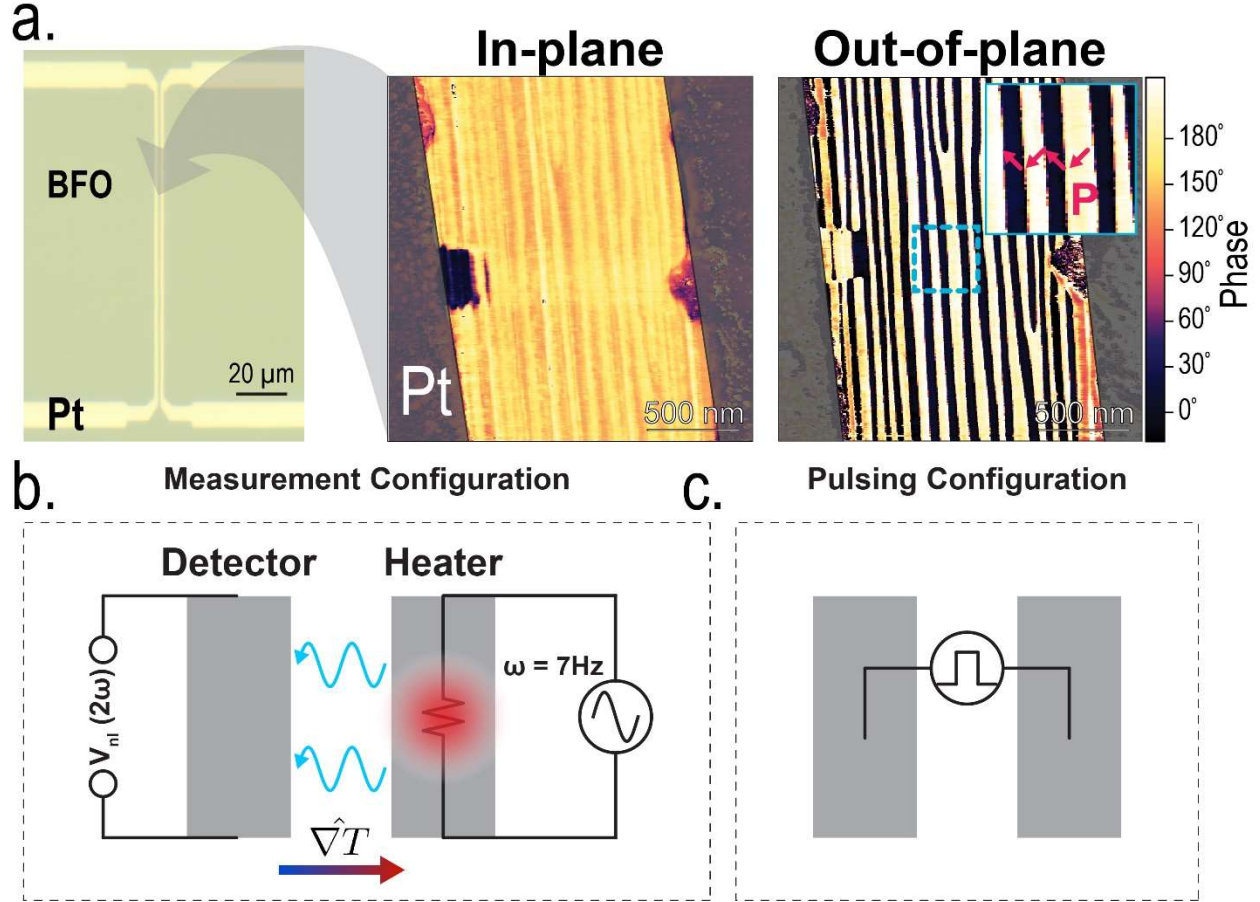 a.
In-plane
Out-of-plane
BFO
20 µm
Pt
Pt
500 nm
P
500 nm
180°
150°
120°
90°
60°
30°
0°
Phase
b.
Measurement Configuration
c.
Pulsing Configuration
Detector
Heater
V_nl (2ω)
ω = 7Hz
∇̂T